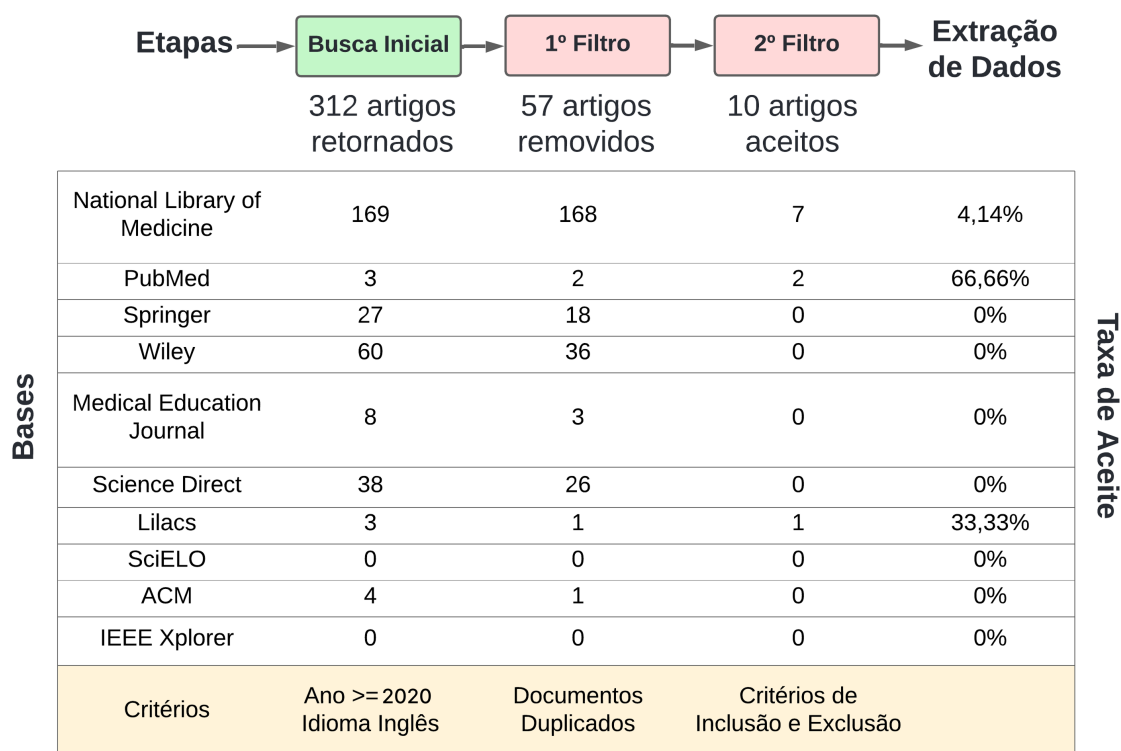 Etapas
Busca Inicial
1º Filtro
2º Filtro
Extração
de Dados
312 artigos
retornados
57 artigos
removidos
10 artigos
aceitos
Bases
Taxa de Aceite
National Library of
Medicine
169 168 7 4,14%
PubMed 3 2 2 66,66%
Springer 27 18 0 0%
Wiley 60 36 0 0%
Medical Education
Journal
8 3 0 0%
Science Direct 38 26 0 0%
Lilacs 3 1 1 33,33%
SciELO 0 0 0 0%
ACM 4 1 0 0%
IEEE Xplorer 0 0 0 0%
Critérios
Ano >=2020
Idioma Inglês
Documentos
Duplicados
Critérios de
Inclusão e Exclusão